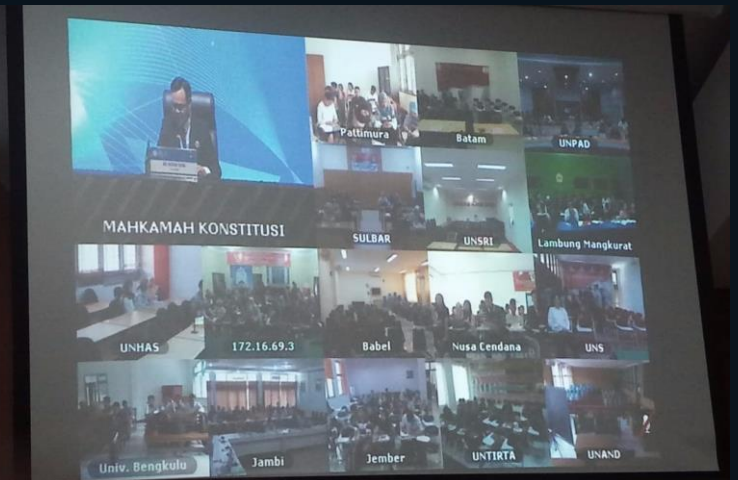 Pattimura
Batam
UNPAD
MAHKAMAH KONSTITUSI
SULBAR
UNSRI
Lambung Mangkurat
UNHAS
172.16.69.3
Babel
Nusa Cendana
UNS
Univ. Bengkulu
Jambi
Jember
UNTIRTA
UNAND